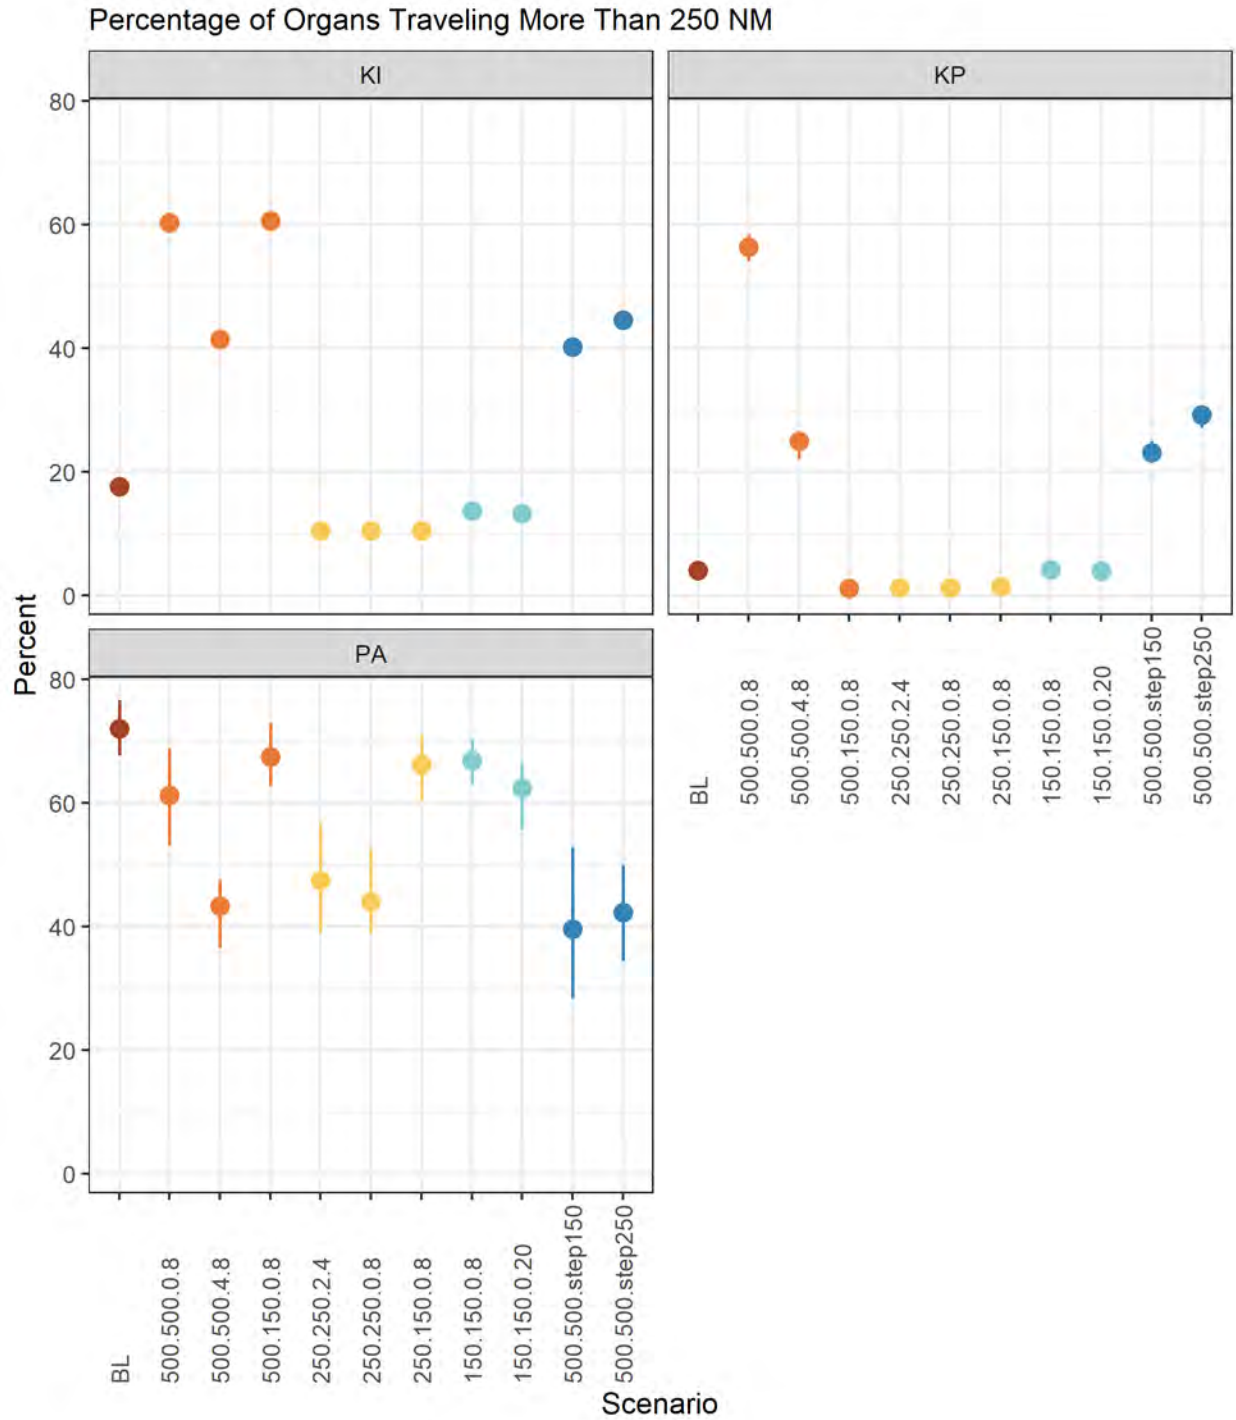 Percentage of Organs Traveling More Than 250 NM
KI
KP
80
60
40
20
0
Percent
PA
80
60
40
20
0
BL
500.500.0.8
500.500.4.8
500.150.0.8
250.250.2.4
250.250.0.8
250.150.0.8
150.150.0.8
150.150.0.20
500.500.step150
500.500.step250
BL
500.500.0.8
500.500.4.8
500.150.0.8
250.250.2.4
250.250.0.8
250.150.0.8
150.150.0.8
150.150.0.20
500.500.step150
500.500.step250
Scenario